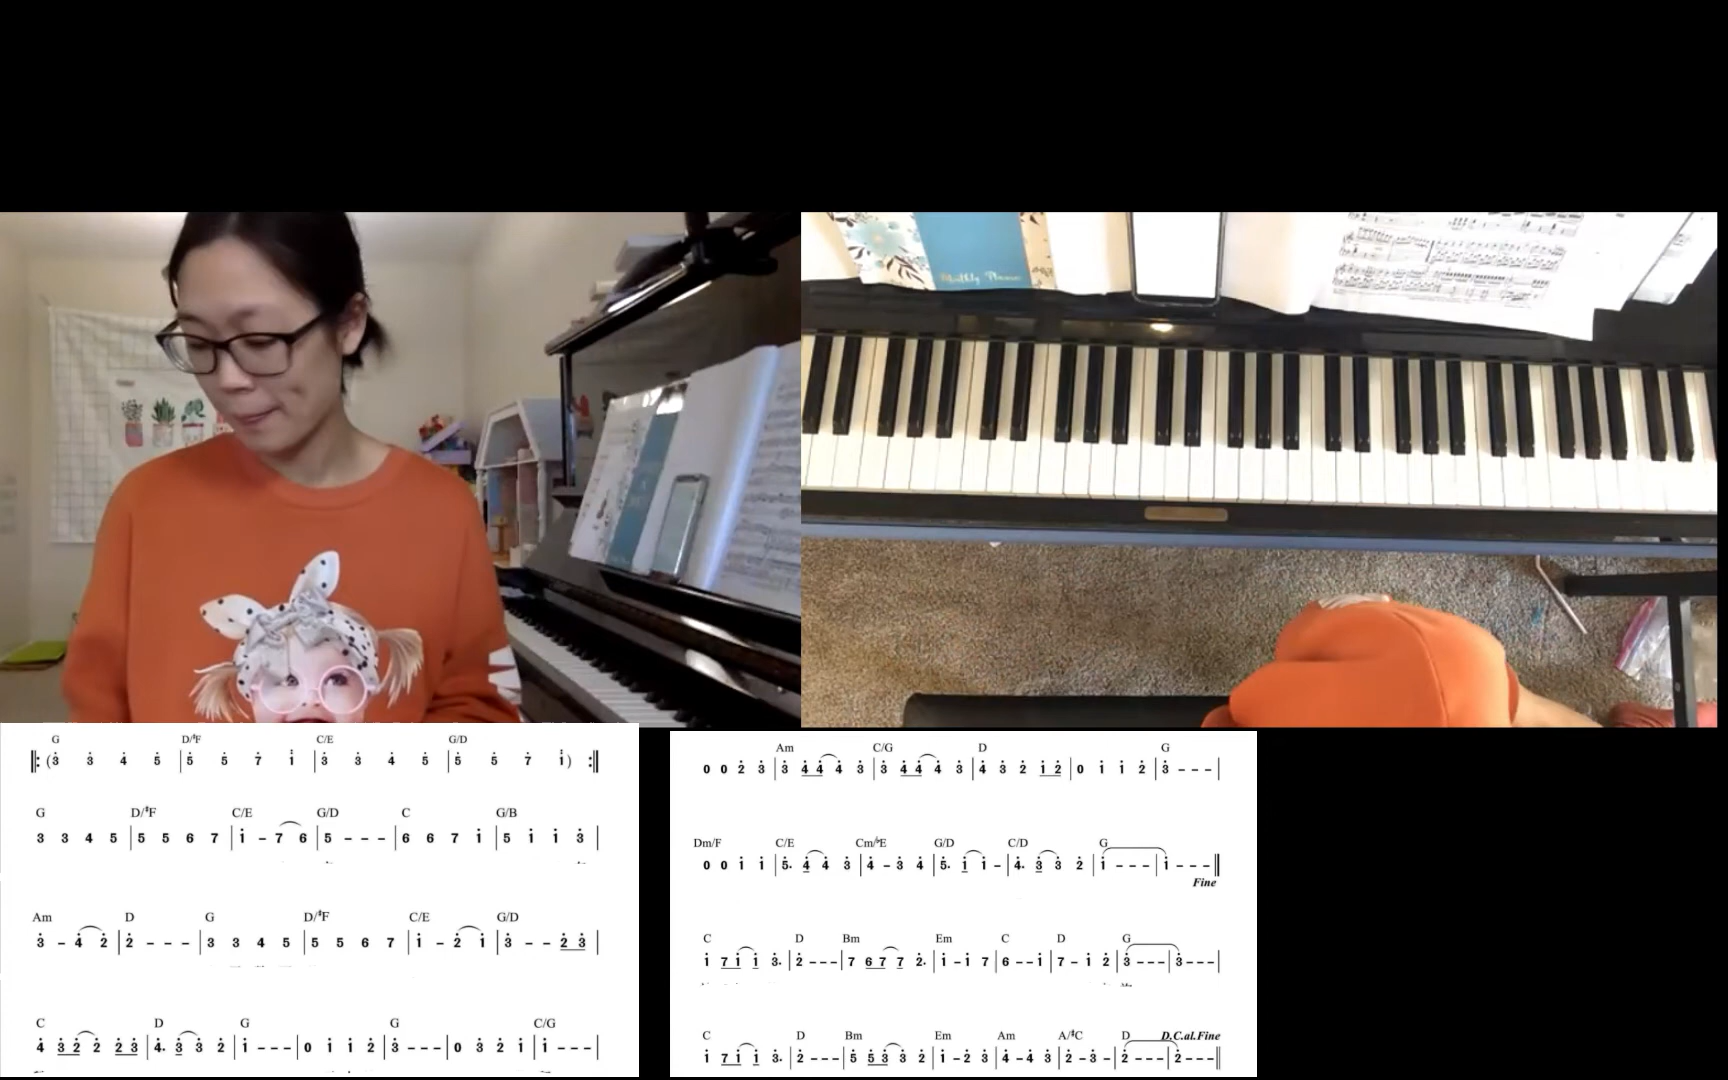 Monthly Planner
G D/♯F C/E G/D
‖: (3̇ 3̇ 4̇ 5̇ | 5̇ 5̇ 7̇ 1̈ | 3̇ 3̇ 4̇ 5̇ | 5̇ 5̇ 7̇ 1̈) :‖
G D/♯F C/E G/D C G/B
3 3 4 5 | 5 5 6 7 | 1̇ - 7 6 | 5 - - - | 6 6 7 1̇ | 5 1̇ 1̇ 3̇ |
Am D G D/♯F C/E G/D
3̇ - 4̇ 2̇ | 2̇ - - - | 3 3 4 5 | 5 5 6 7 | 1̇ - 2̇ 1̇ | 3̇ - - 2̇ 3̇ |
C D G G C/G
4̇ 3̇ 2̇ 2̇ 2̇ 3̇ | 4̇. 3̇ 3̇ 2̇ | 1̇ - - - | 0 1̇ 1̇ 2̇ | 3̇ - - - | 0 3̇ 2̇ 1̇ | 1̇ - - - |
Am C/G D G
0 0 2̇ 3̇ | 3̇ 4̇ 4̇ 4̇ 3̇ | 3̇ 4̇ 4̇ 4̇ 3̇ | 4̇ 3̇ 2̇ 1̇ 2̇ | 0 1̇ 1̇ 2̇ | 3̇ - - - |
Dm/F C/E Cm/♭E G/D C/D G
0 0 1̇ 1̇ | 5̇. 4̇ 4̇ 3̇ | 4̇ - 3̇ 4̇ | 5̇. 1̇ 1̇ - | 4̇. 3̇ 3̇ 2̇ | 1̇ - - - | 1̇ - - - ‖
Fine
C D Bm Em C D G
1̇ 7 1̇ 1̇ 3̇. | 2̇ - - - | 7 6 7 7 2̇. | 1̇ - 1̇ 7 | 6 - - 1̇ | 7 - 1̇ 2̇ | 3̇ - - - | 3̇ - - - |
C D Bm Em Am A/♯C D D.C.al.Fine
1̇ 7 1̇ 1̇ 3̇. | 2̇ - - - | 5̇ 5̇ 3̇ 3̇ 2̇ | 1̇ - 2̇ 3̇ | 4̇ - 4̇ 3̇ | 2̇ - 3̇ - | 2̇ - - - | 2̇ - - - ‖